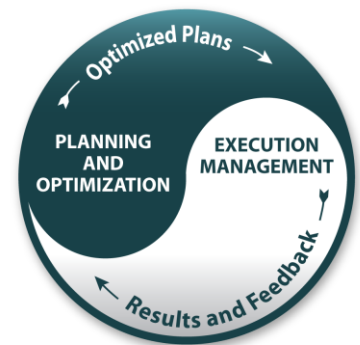 Optimized Plans
PLANNING
AND
OPTIMIZATION
EXECUTION
MANAGEMENT
Results and Feedback